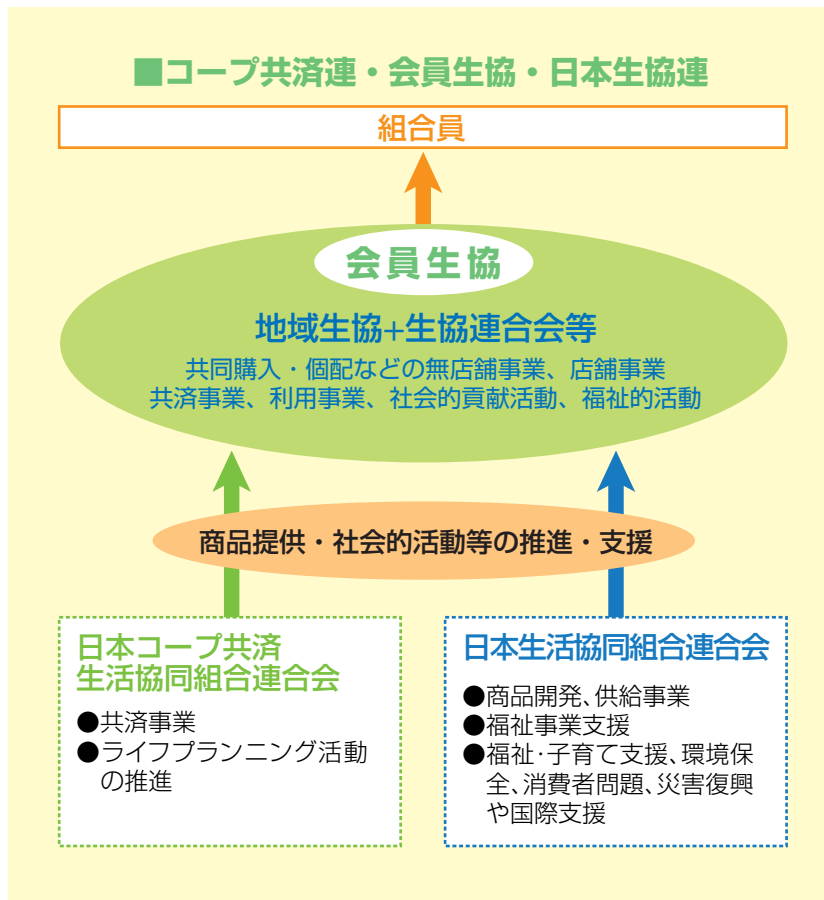 ■コープ共済連・会員生協・日本生協連
組合員
会員生協
地域生協+生協連合会等
共同購入・個配などの無店舗事業、店舗事業
共済事業、利用事業、社会的貢献活動、福祉的活動
商品提供・社会的活動等の推進・支援
日本コープ共済
生活協同組合連合会
●共済事業
●ライフプランニング活動
の推進
日本生活協同組合連合会
●商品開発、供給事業
●福祉事業支援
●福祉・子育て支援、環境保
全、消費者問題、災害復興
や国際支援